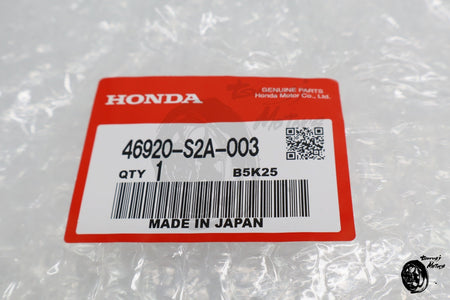 GENUINE PARTS
HONDA
Honda Motor Co., Ltd.
46920-S2A-003
QTY 1 B5K25
MADE IN JAPAN